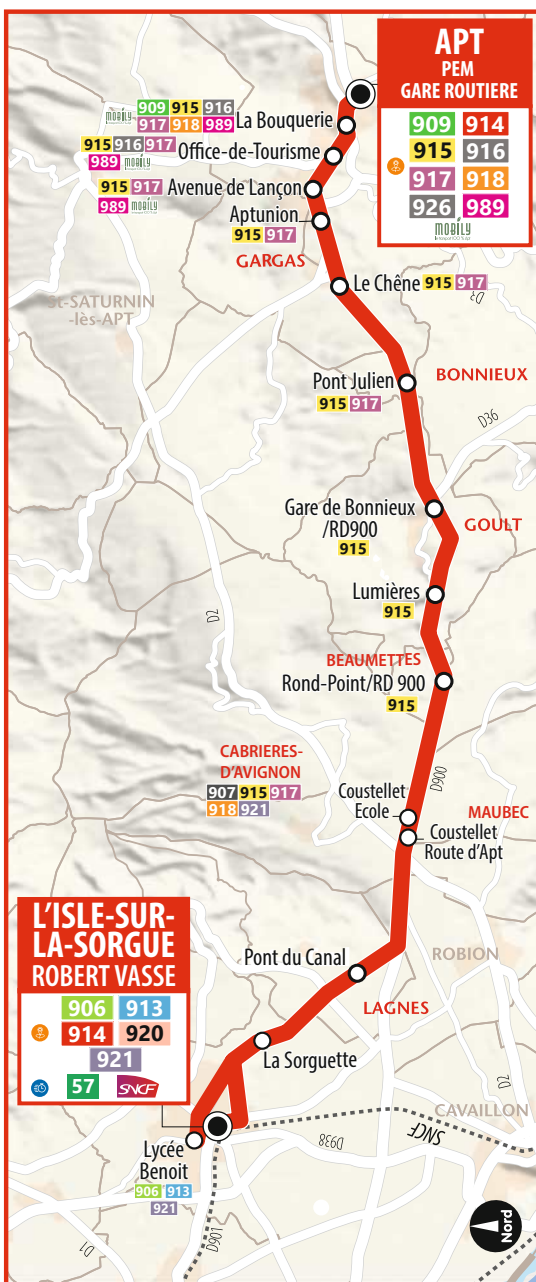 APT
PEM
GARE ROUTIERE
909 914
915 916
917 918
926 989
MOBILY
909 915 916
MOBILY
917 918 989
La Bouquerie
915 916 917
989 MOBILY
Office-de-Tourisme
915 917
989 MOBILY
Avenue de Lançon
Aptunion
915 917
GARGAS
Le Chêne 915 917
D3
St-SATURNIN
-lès-APT
Pont Julien
915 917
BONNIEUX
D36
Gare de Bonnieux
/RD900
915
GOULT
Lumières
915
D2
BEAUMETTES
Rond-Point/RD 900
915
CABRIERES-
D'AVIGNON
907 915 917
918 921
D900
Coustellet
Ecole
MAUBEC
Coustellet
Route d'Apt
L'ISLE-SUR-
LA-SORGUE
ROBERT VASSE
906 913
914 920
921
57 SNCF
Pont du Canal
ROBION
LAGNES
La Sorguette
D2
CAVAILLON
SNCF
D938
Lycée
Benoit
906 913
921
D901
D1
Nord